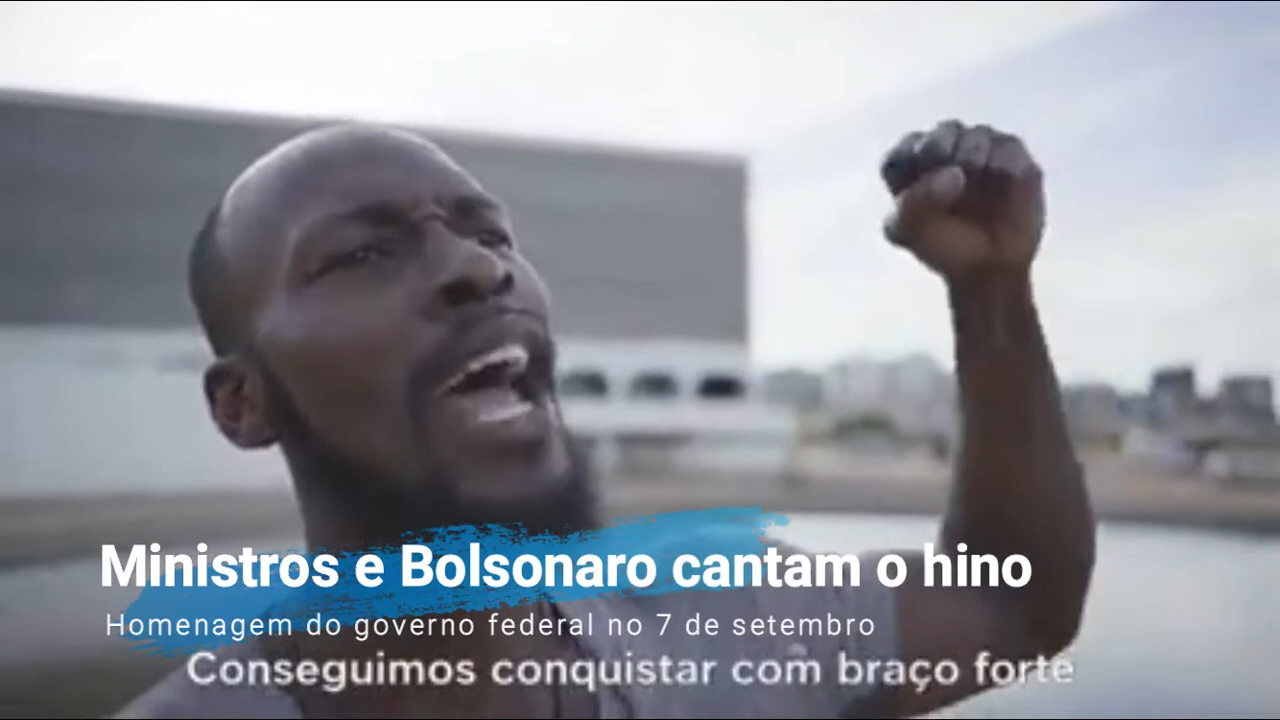 Ministros e Bolsonaro cantam o hino
Homenagem do governo federal no 7 de setembro
Conseguimos conquistar com braço forte